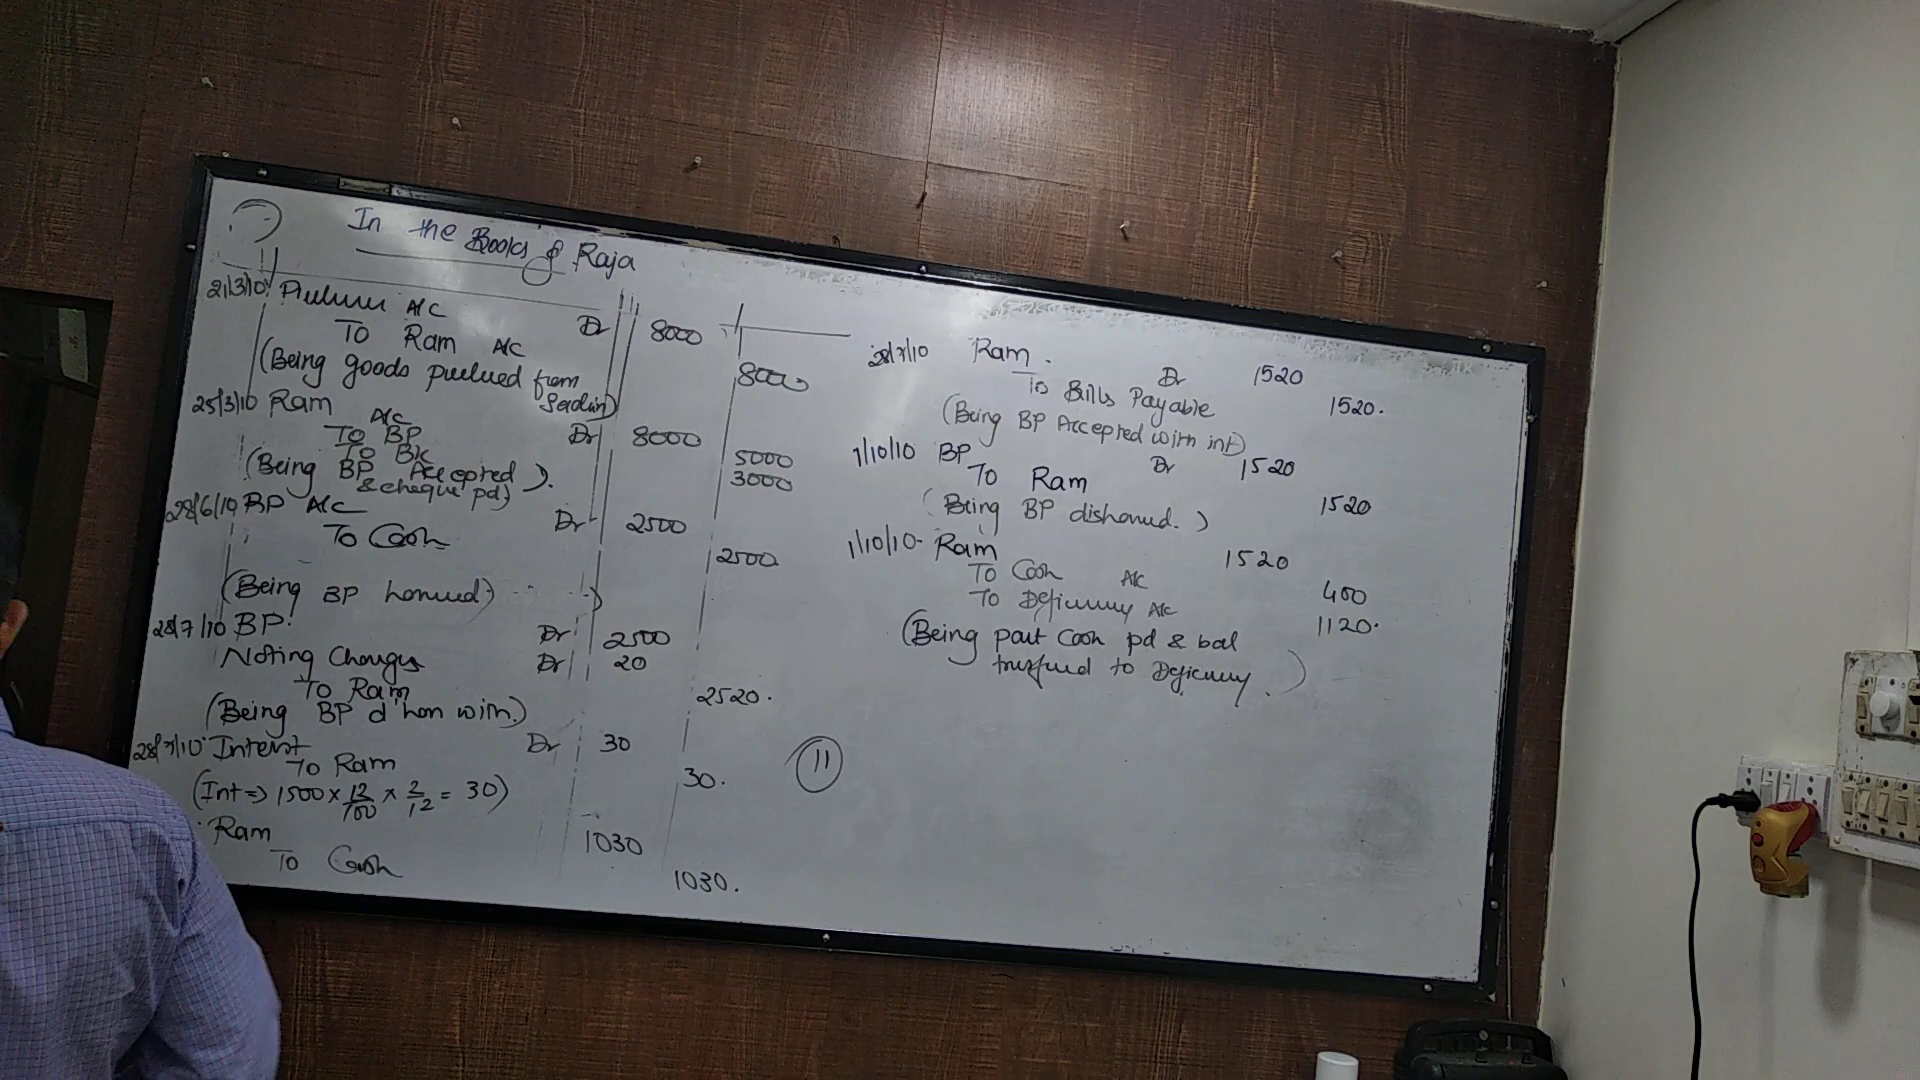 In the Books of Raja
21/3/10 Purchase A/C Dr 8000
To Ram A/C 8000
(Being goods purchased from
25/3/10 Ram A/C Dr 8000
To BP 5000
To BK 3000
(Being BP Accepted
& cheque pd)
28/6/10 BP A/C Dr 2500
To Cash 2500
(Being BP honoured)
28/7/10 BP Dr 2500
Noting Charges Dr 20
To Ram 2520.
(Being BP d'hon with.)
28/7/10 Interest Dr 30
To Ram 30.
(Int => 1500 x 12/100 x 2/12 = 30)
Ram 1030
To Cash 1030.
28/7/10 Ram. Dr 1520
To Bills Payable 1520.
(Being BP Accepted with int)
1/10/10 BP Dr 1520
To Ram 1520
(Being BP dishonoured.)
1/10/10 Ram 1520
To Cash A/C 400
To Deficiency A/C 1120.
(Being part Cash pd & bal
trnsferred to Deficiency.)
11